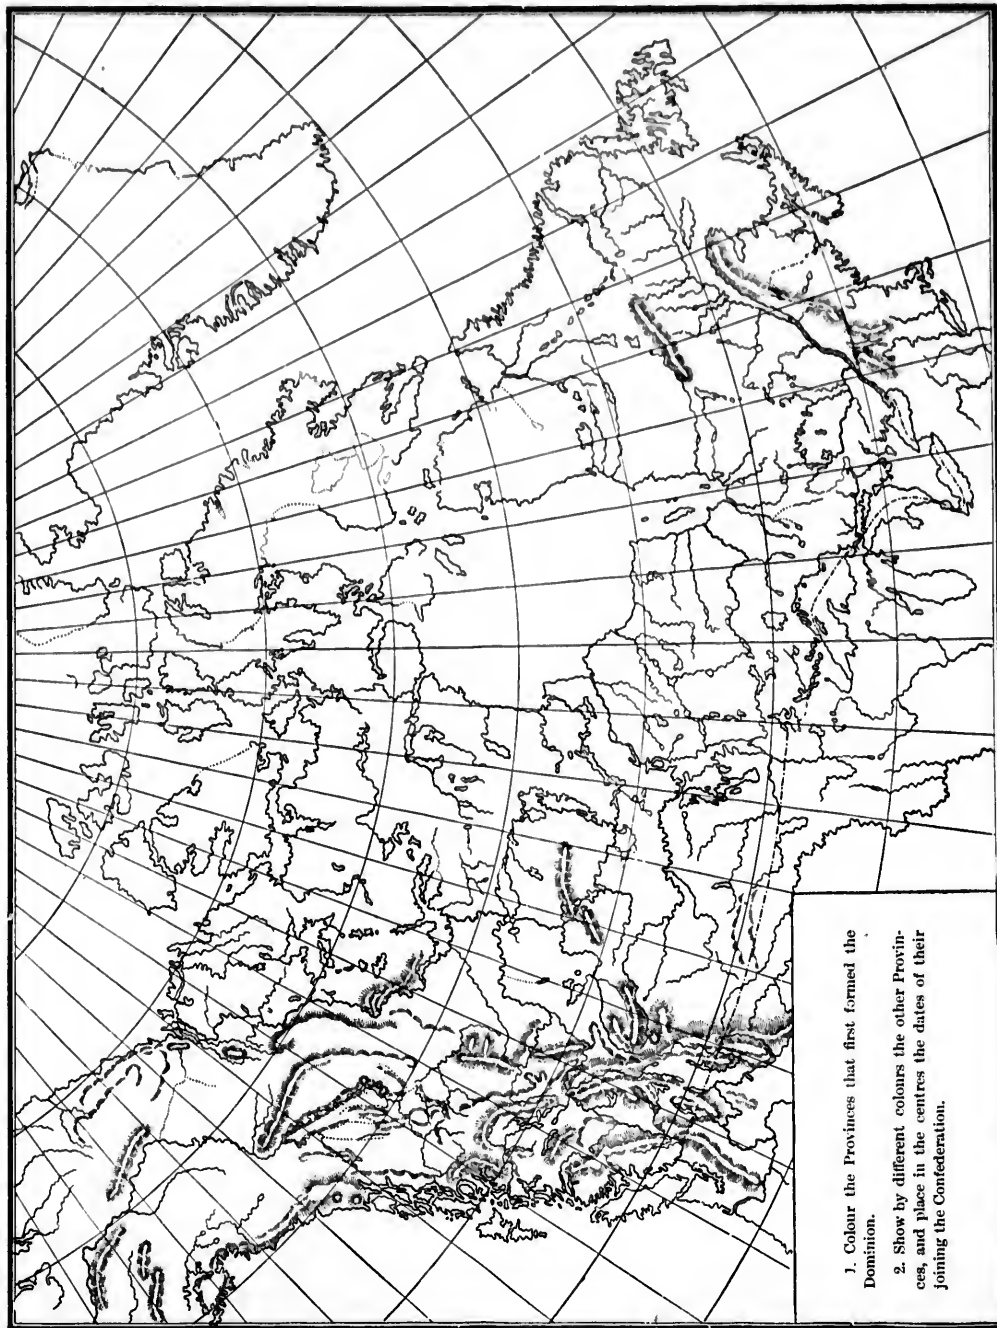 1. Colour the Provinces that first formed the
Dominion.
2. Show by different colours the other Provin-
ces, and place in the centres the dates of their
joining the Confederation.